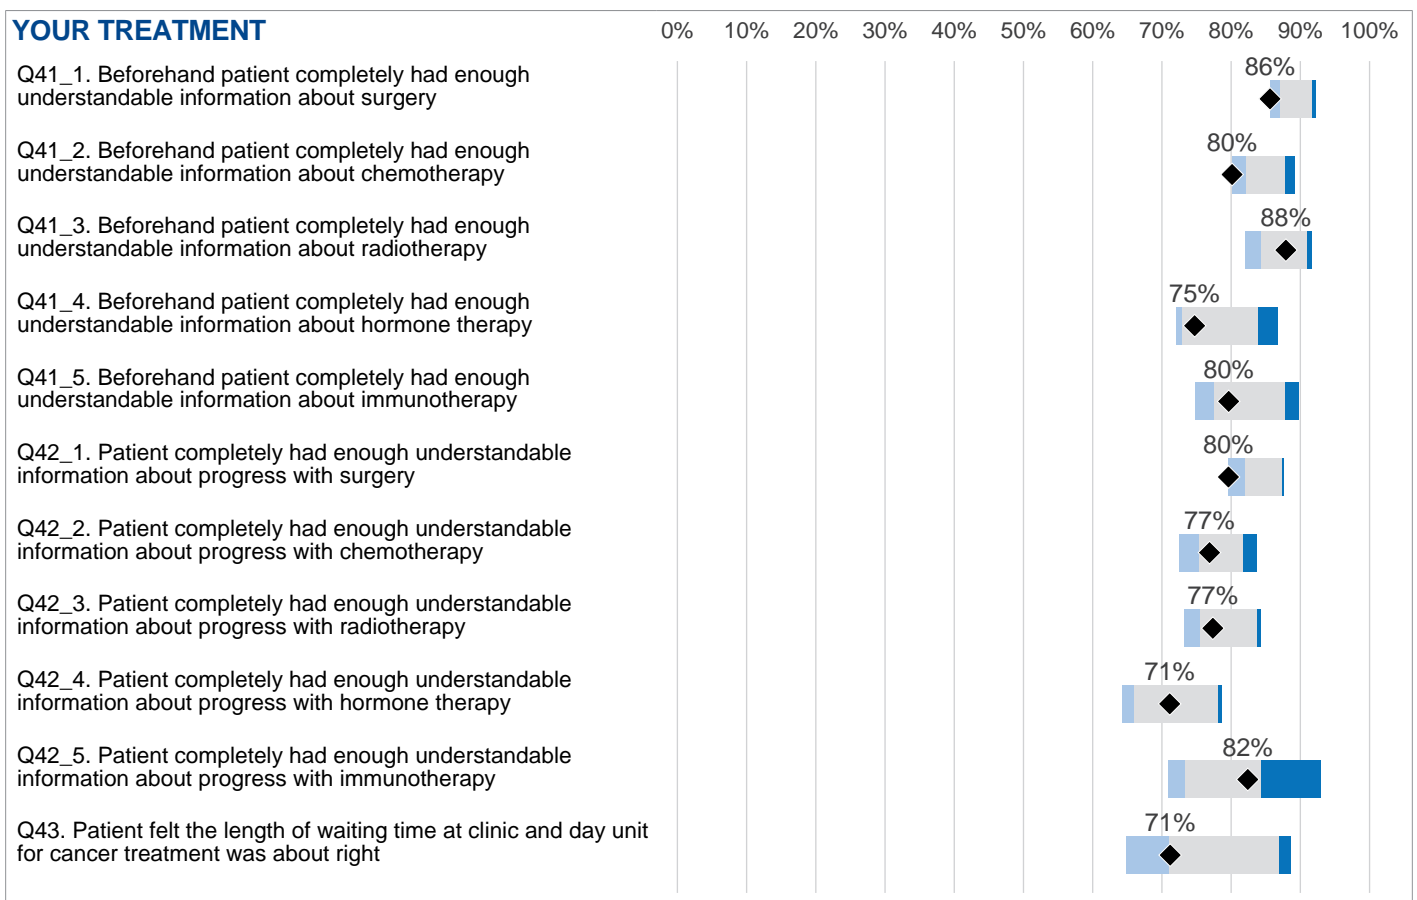 YOUR TREATMENT
0% 10% 20% 30% 40% 50% 60% 70% 80% 90% 100%
Q41_1. Beforehand patient completely had enough
understandable information about surgery
86%
Q41_2. Beforehand patient completely had enough
understandable information about chemotherapy
80%
Q41_3. Beforehand patient completely had enough
understandable information about radiotherapy
88%
Q41_4. Beforehand patient completely had enough
understandable information about hormone therapy
75%
Q41_5. Beforehand patient completely had enough
understandable information about immunotherapy
80%
Q42_1. Patient completely had enough understandable
information about progress with surgery
80%
Q42_2. Patient completely had enough understandable
information about progress with chemotherapy
77%
Q42_3. Patient completely had enough understandable
information about progress with radiotherapy
77%
Q42_4. Patient completely had enough understandable
information about progress with hormone therapy
71%
Q42_5. Patient completely had enough understandable
information about progress with immunotherapy
82%
Q43. Patient felt the length of waiting time at clinic and day unit
for cancer treatment was about right
71%